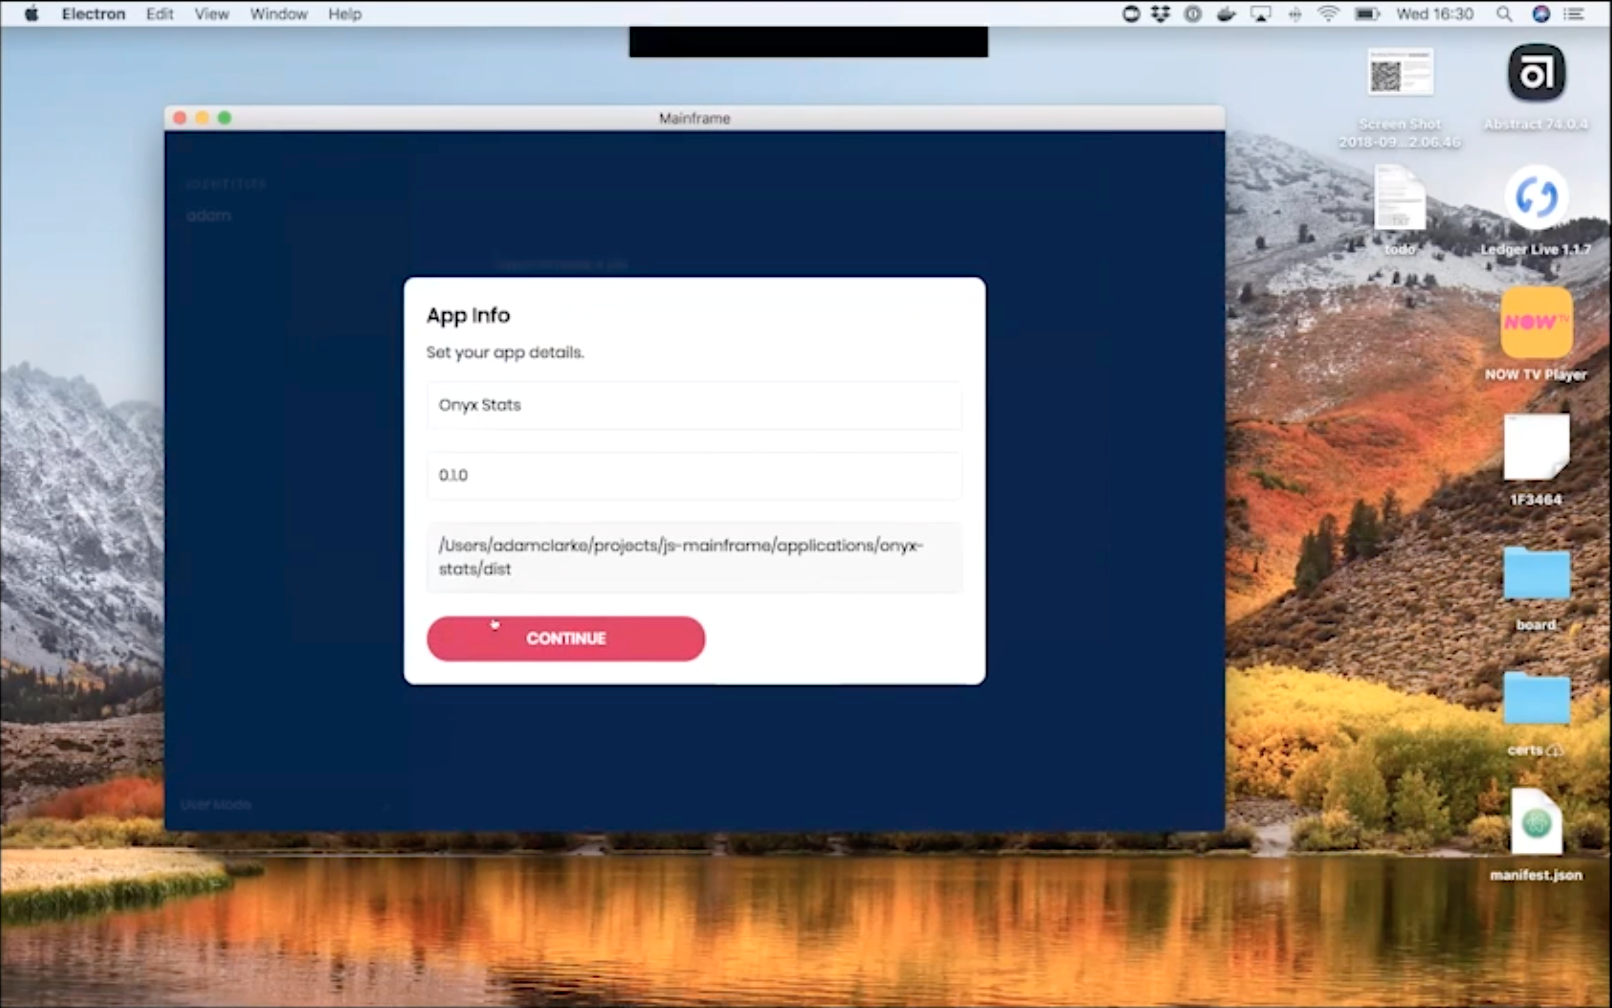 Electron Edit View Window Help Wed 16:30
Mainframe
IDENTITIES
adam
App Info
Set your app details.
Onyx Stats
0.1.0
/Users/adamclarke/projects/js-mainframe/applications/onyx-
stats/dist
CONTINUE
User Mode
Screen Shot
2018-09...2.06.46
Abstract 74.0.4
todo
Ledger Live 1.1.7
NOW TV
NOW TV Player
1F3464
board
certs
manifest.json